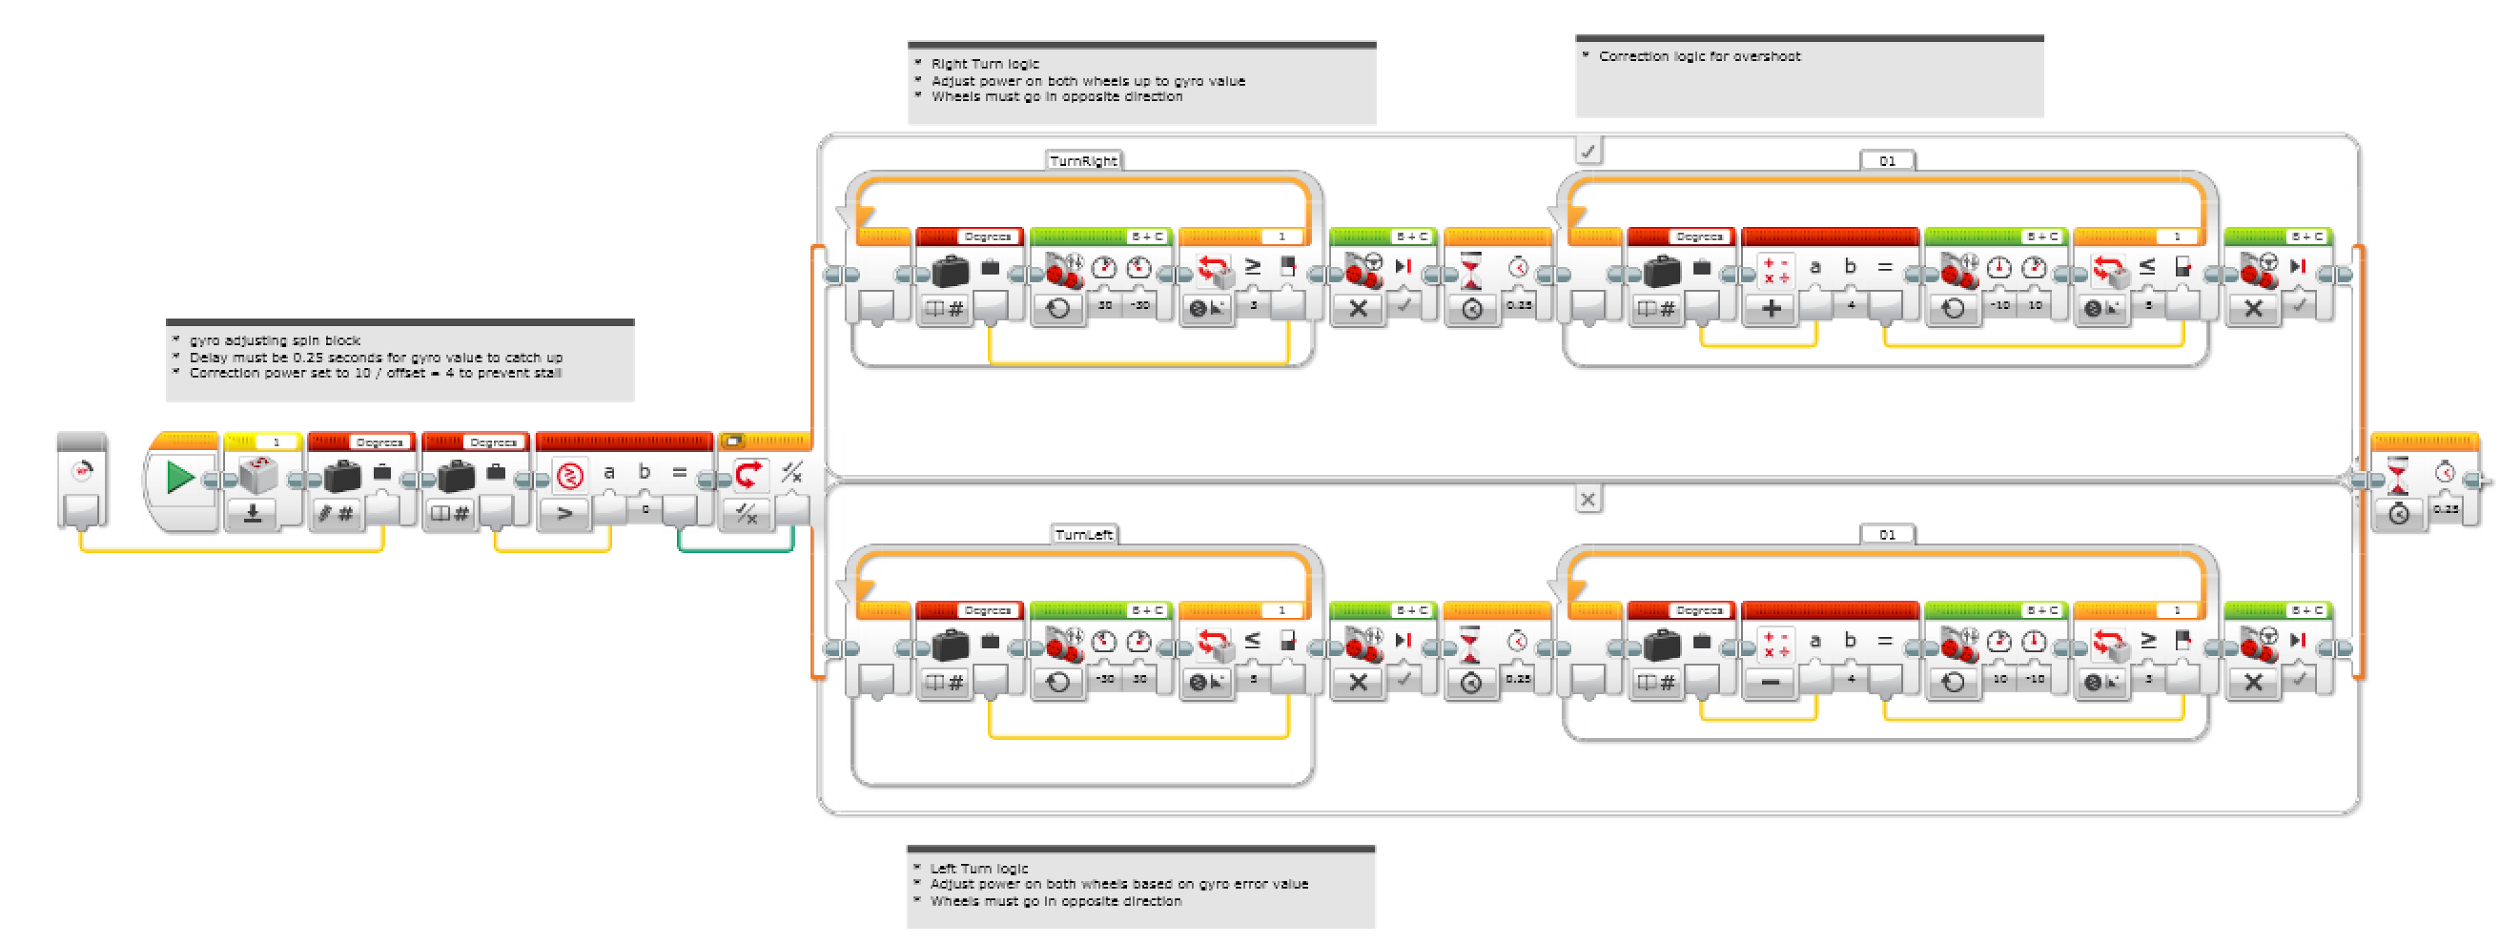 * Right Turn logic
* Adjust power on both wheels up to gyro value
* Wheels must go in opposite direction
* Correction logic for overshoot
TurnRight
01
Degrees
B + C
1
B + C
Degrees
B + C
1
B + C
a b =
30 -30
3
0.25
4
-10 10
5
* gyro adjusting spin block
* Delay must be 0.25 seconds for gyro value to catch up
* Correction power set to 10 / offset = 4 to prevent stall
1
Degrees
Degrees
a b =
0
0.25
TurnLeft
01
Degrees
B + C
1
B + C
Degrees
B + C
1
B + C
a b =
-30 30
5
0.25
4
10 -10
3
* Left Turn logic
* Adjust power on both wheels based on gyro error value
* Wheels must go in opposite direction